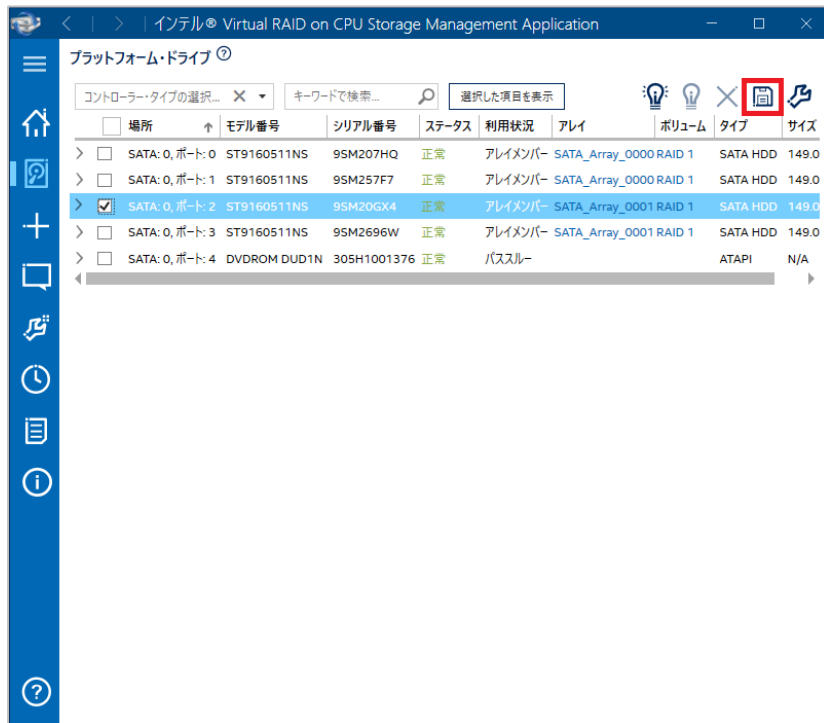 インテル® Virtual RAID on CPU Storage Management Application
プラットフォーム・ドライブ ?
コントローラー・タイプの選択... キーワードで検索... 選択した項目を表示
場所 モデル番号 シリアル番号 ステータス 利用状況 アレイ ボリューム タイプ サイズ
SATA: 0, ポート: 0 ST9160511NS 9SM207HQ 正常 アレイメンバー SATA_Array_0000 RAID 1 SATA HDD 149.0
SATA: 0, ポート: 1 ST9160511NS 9SM257F7 正常 アレイメンバー SATA_Array_0000 RAID 1 SATA HDD 149.0
SATA: 0, ポート: 2 ST9160511NS 9SM20GX4 正常 アレイメンバー SATA_Array_0001 RAID 1 SATA HDD 149.0
SATA: 0, ポート: 3 ST9160511NS 9SM2696W 正常 アレイメンバー SATA_Array_0001 RAID 1 SATA HDD 149.0
SATA: 0, ポート: 4 DVDROM DUD1N 305H1001376 正常 パススルー ATAPI N/A